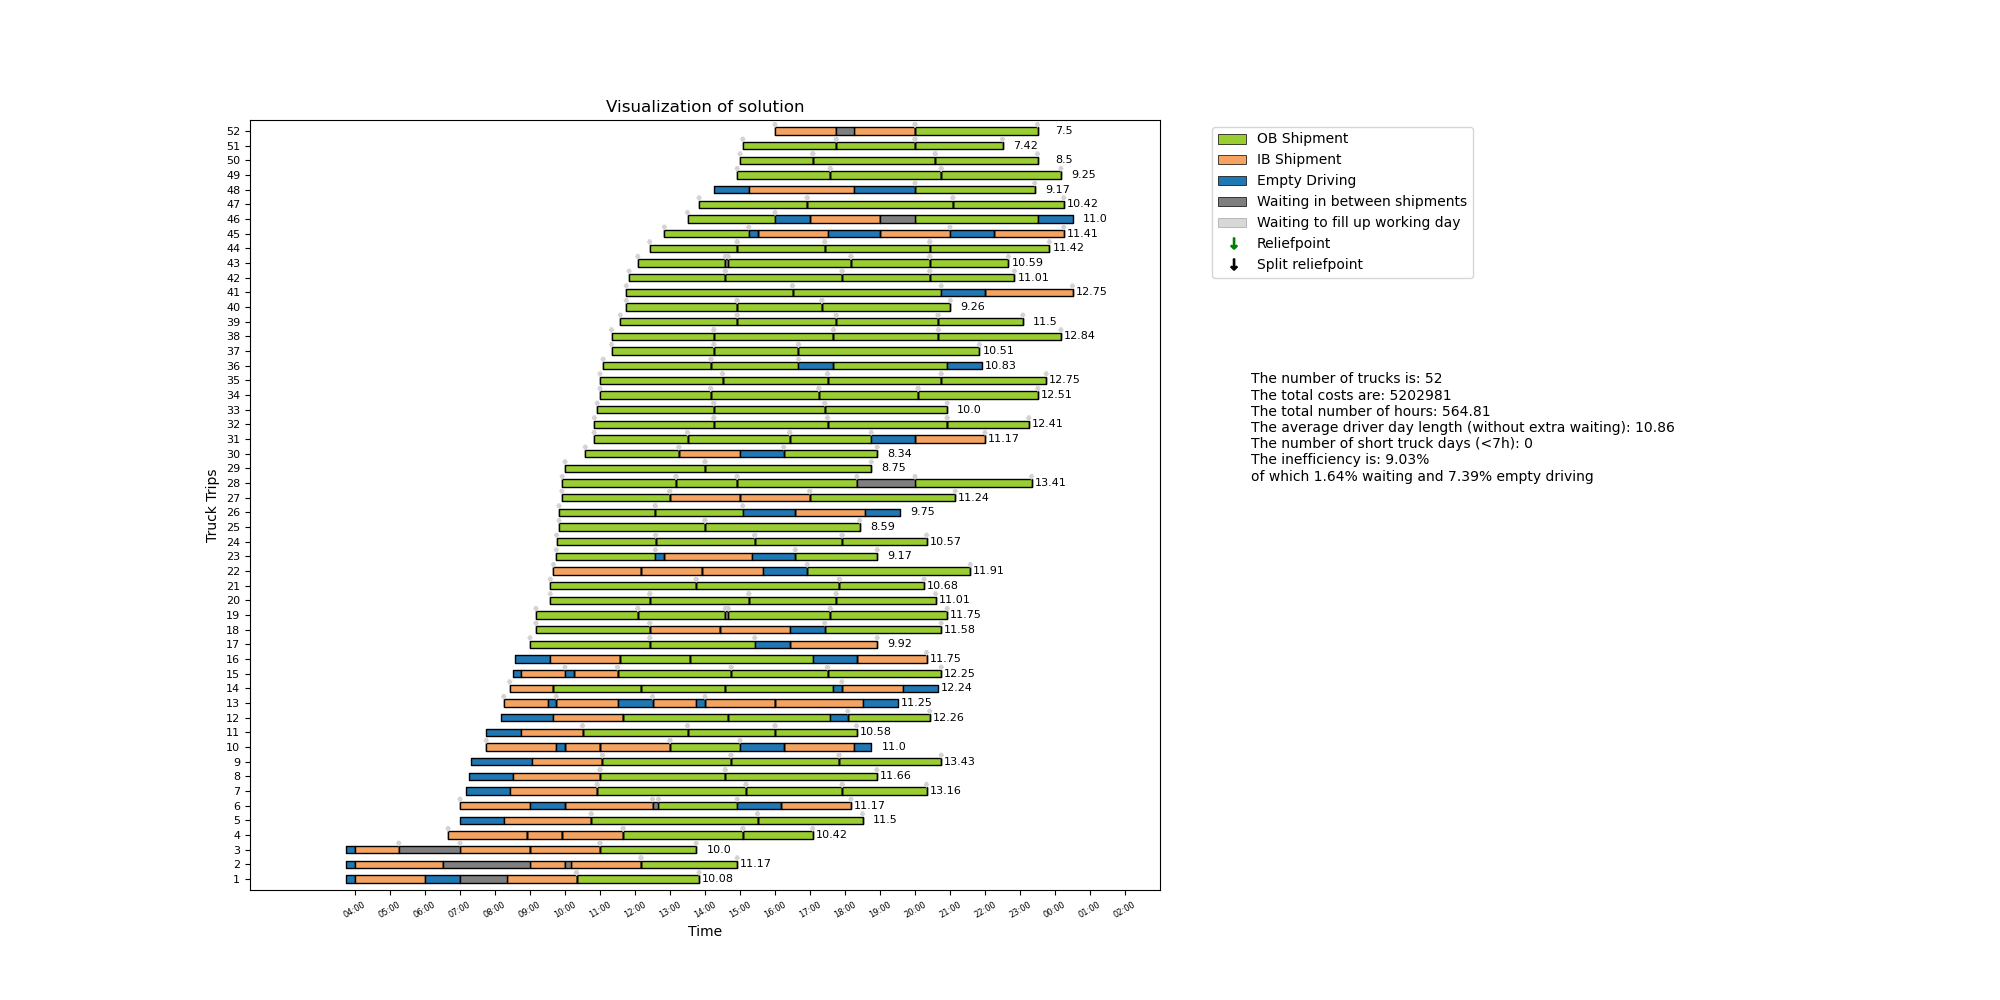 Visualization of solution
52 7.5
51 7.42
50 8.5
49 9.25
48 9.17
47 10.42
46 11.0
45 11.41
44 11.42
43 10.59
42 11.01
41 12.75
40 9.26
39 11.5
38 12.84
37 10.51
36 10.83
35 12.75
34 12.51
33 10.0
32 12.41
31 11.17
30 8.34
29 8.75
28 13.41
27 11.24
26 9.75
25 8.59
24 10.57
23 9.17
22 11.91
21 10.68
20 11.01
19 11.75
18 11.58
17 9.92
16 11.75
15 12.25
14 12.24
13 11.25
12 12.26
11 10.58
10 11.0
9 13.43
8 11.66
7 13.16
6 11.17
5 11.5
4 10.42
3 10.0
2 11.17
1 10.08
Truck Trips
04:00 05:00 06:00 07:00 08:00 09:00 10:00 11:00 12:00 13:00 14:00 15:00 16:00 17:00 18:00 19:00 20:00 21:00 22:00 23:00 00:00 01:00 02:00
Time
OB Shipment
IB Shipment
Empty Driving
Waiting in between shipments
Waiting to fill up working day
Reliefpoint
Split reliefpoint
The number of trucks is: 52
The total costs are: 5202981
The total number of hours: 564.81
The average driver day length (without extra waiting): 10.86
The number of short truck days (<7h): 0
The inefficiency is: 9.03%
of which 1.64% waiting and 7.39% empty driving